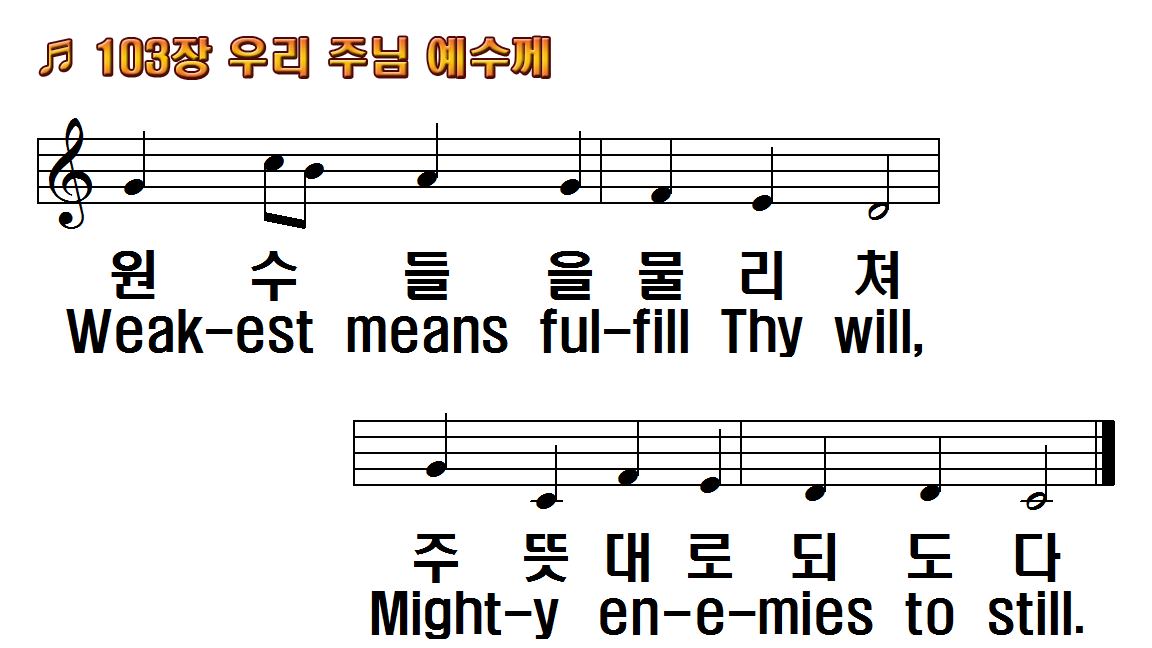 ♬ 103장 우리 주님 예수께
원 수 들 을 물 리 쳐
Weak-est means ful-fill Thy will,
주 뜻 대 로 되 도 다
Might-y en-e-mies to still.